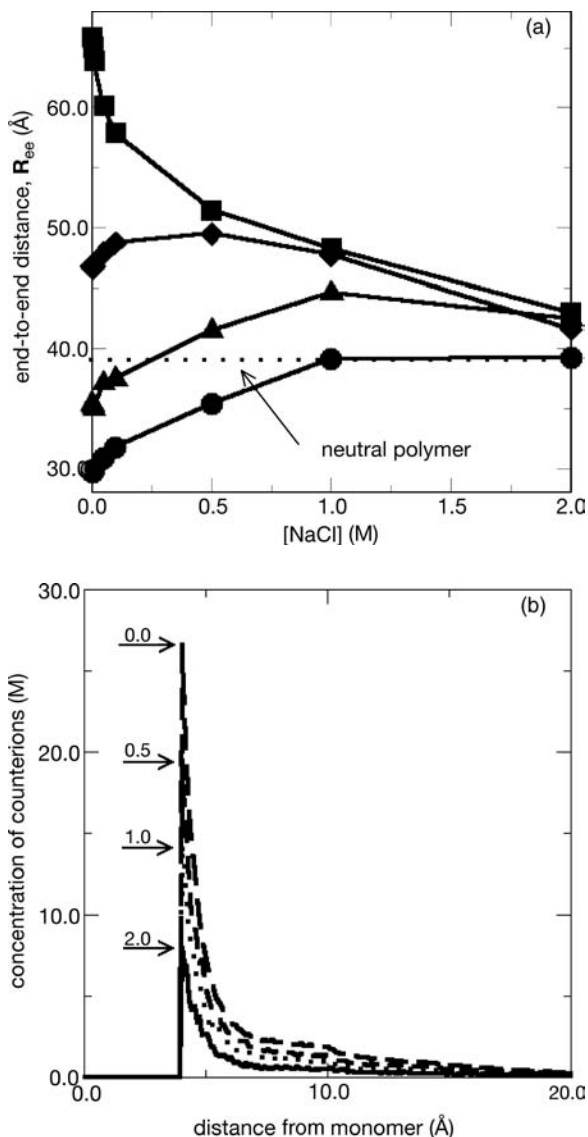 (a)
60.0
50.0
40.0
30.0
end-to-end distance, Ree (Å)
neutral polymer
0.0 0.5 1.0 1.5 2.0
[NaCl] (M)
30.0
(b)
0.0
20.0
0.5
1.0
10.0
2.0
0.0
concentration of counterions (M)
0.0 10.0 20.0
distance from monomer (Å)